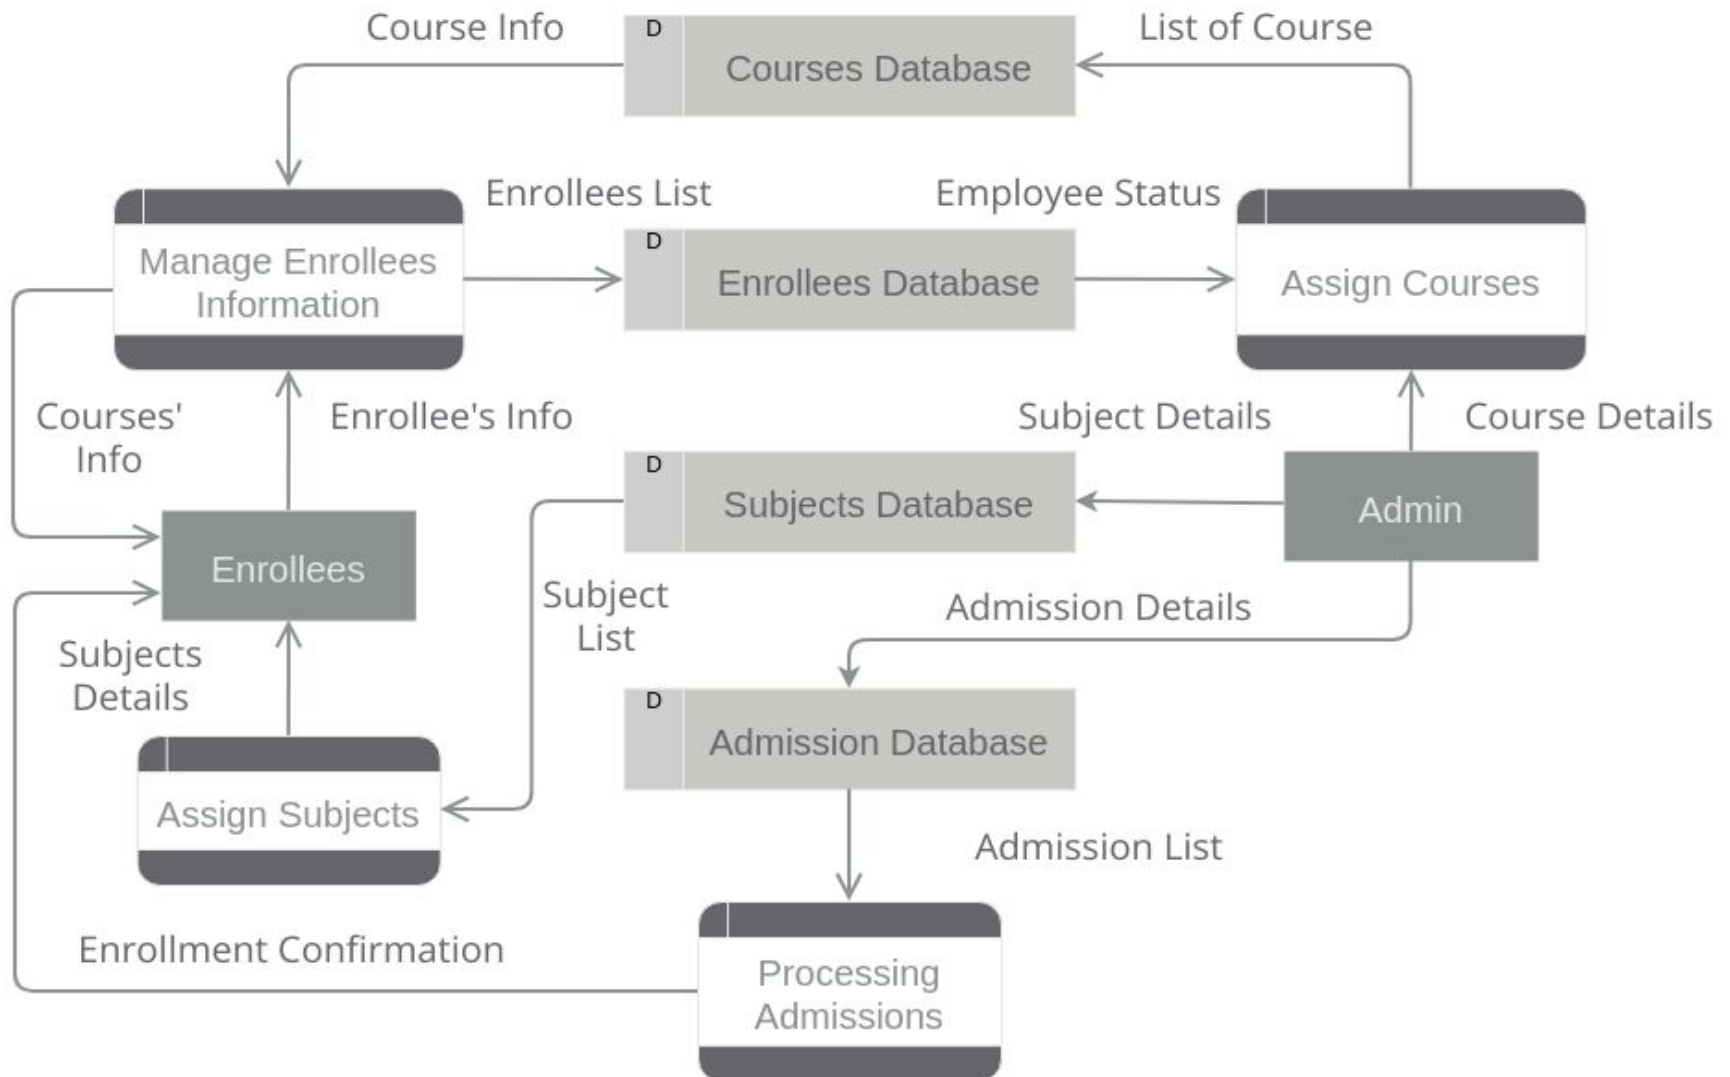 Course Info
D
Courses Database
List of Course
Enrollees List
Employee Status
Manage Enrollees
Information
D
Enrollees Database
Assign Courses
Courses'
Info
Enrollee's Info
Subject Details
Course Details
D
Subjects Database
Admin
Enrollees
Subject
List
Admission Details
Subjects
Details
D
Admission Database
Assign Subjects
Admission List
Enrollment Confirmation
Processing
Admissions